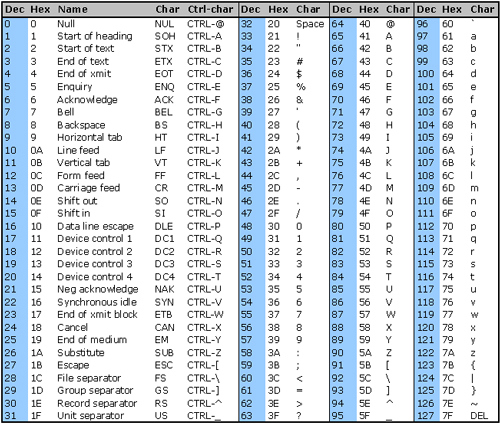 Dec Hex Name Char Ctrl-char Dec Hex Char Dec Hex Char Dec Hex Char
0 0 Null NUL CTRL-@ 32 20 Space 64 40 @ 96 60 `
1 1 Start of heading SOH CTRL-A 33 21 ! 65 41 A 97 61 a
2 2 Start of text STX CTRL-B 34 22 " 66 42 B 98 62 b
3 3 End of text ETX CTRL-C 35 23 # 67 43 C 99 63 c
4 4 End of xmit EOT CTRL-D 36 24 $ 68 44 D 100 64 d
5 5 Enquiry ENQ CTRL-E 37 25 % 69 45 E 101 65 e
6 6 Acknowledge ACK CTRL-F 38 26 & 70 46 F 102 66 f
7 7 Bell BEL CTRL-G 39 27 ' 71 47 G 103 67 g
8 8 Backspace BS CTRL-H 40 28 ( 72 48 H 104 68 h
9 9 Horizontal tab HT CTRL-I 41 29 ) 73 49 I 105 69 i
10 0A Line feed LF CTRL-J 42 2A * 74 4A J 106 6A j
11 0B Vertical tab VT CTRL-K 43 2B + 75 4B K 107 6B k
12 0C Form feed FF CTRL-L 44 2C , 76 4C L 108 6C l
13 0D Carriage feed CR CTRL-M 45 2D - 77 4D M 109 6D m
14 0E Shift out SO CTRL-N 46 2E . 78 4E N 110 6E n
15 0F Shift in SI CTRL-O 47 2F / 79 4F O 111 6F o
16 10 Data line escape DLE CTRL-P 48 30 0 80 50 P 112 70 p
17 11 Device control 1 DC1 CTRL-Q 49 31 1 81 51 Q 113 71 q
18 12 Device control 2 DC2 CTRL-R 50 32 2 82 52 R 114 72 r
19 13 Device control 3 DC3 CTRL-S 51 33 3 83 53 S 115 73 s
20 14 Device control 4 DC4 CTRL-T 52 34 4 84 54 T 116 74 t
21 15 Neg acknowledge NAK CTRL-U 53 35 5 85 55 U 117 75 u
22 16 Synchronous idle SYN CTRL-V 54 36 6 86 56 V 118 76 v
23 17 End of xmit block ETB CTRL-W 55 37 7 87 57 W 119 77 w
24 18 Cancel CAN CTRL-X 56 38 8 88 58 X 120 78 x
25 19 End of medium EM CTRL-Y 57 39 9 89 59 Y 121 79 y
26 1A Substitute SUB CTRL-Z 58 3A : 90 5A Z 122 7A z
27 1B Escape ESC CTRL-[ 59 3B ; 91 5B [ 123 7B {
28 1C File separator FS CTRL-\ 60 3C < 92 5C \ 124 7C |
29 1D Group separator GS CTRL-] 61 3D = 93 5D ] 125 7D }
30 1E Record separator RS CTRL-^ 62 3E > 94 5E ^ 126 7E ~
31 1F Unit separator US CTRL-_ 63 3F ? 95 5F _ 127 7F DEL